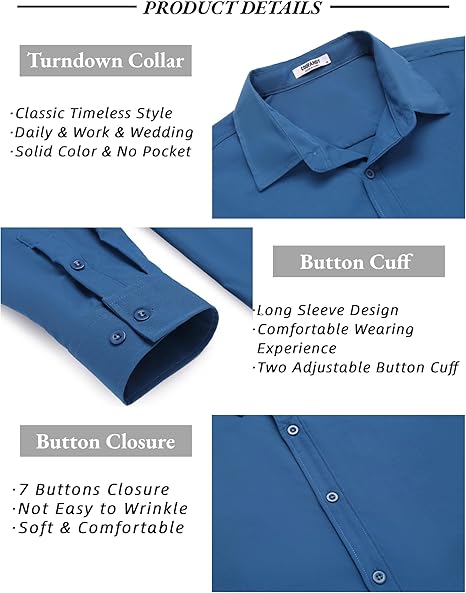 PRODUCT DETAILS
Turndown Collar
·Classic Timeless Style
·Daily & Work & Wedding
·Solid Color & No Pocket
COOFANDY
Button Cuff
·Long Sleeve Design
·Comfortable Wearing
Experience
·Two Adjustable Button Cuff
Button Closure
·7 Buttons Closure
·Not Easy to Wrinkle
·Soft & Comfortable